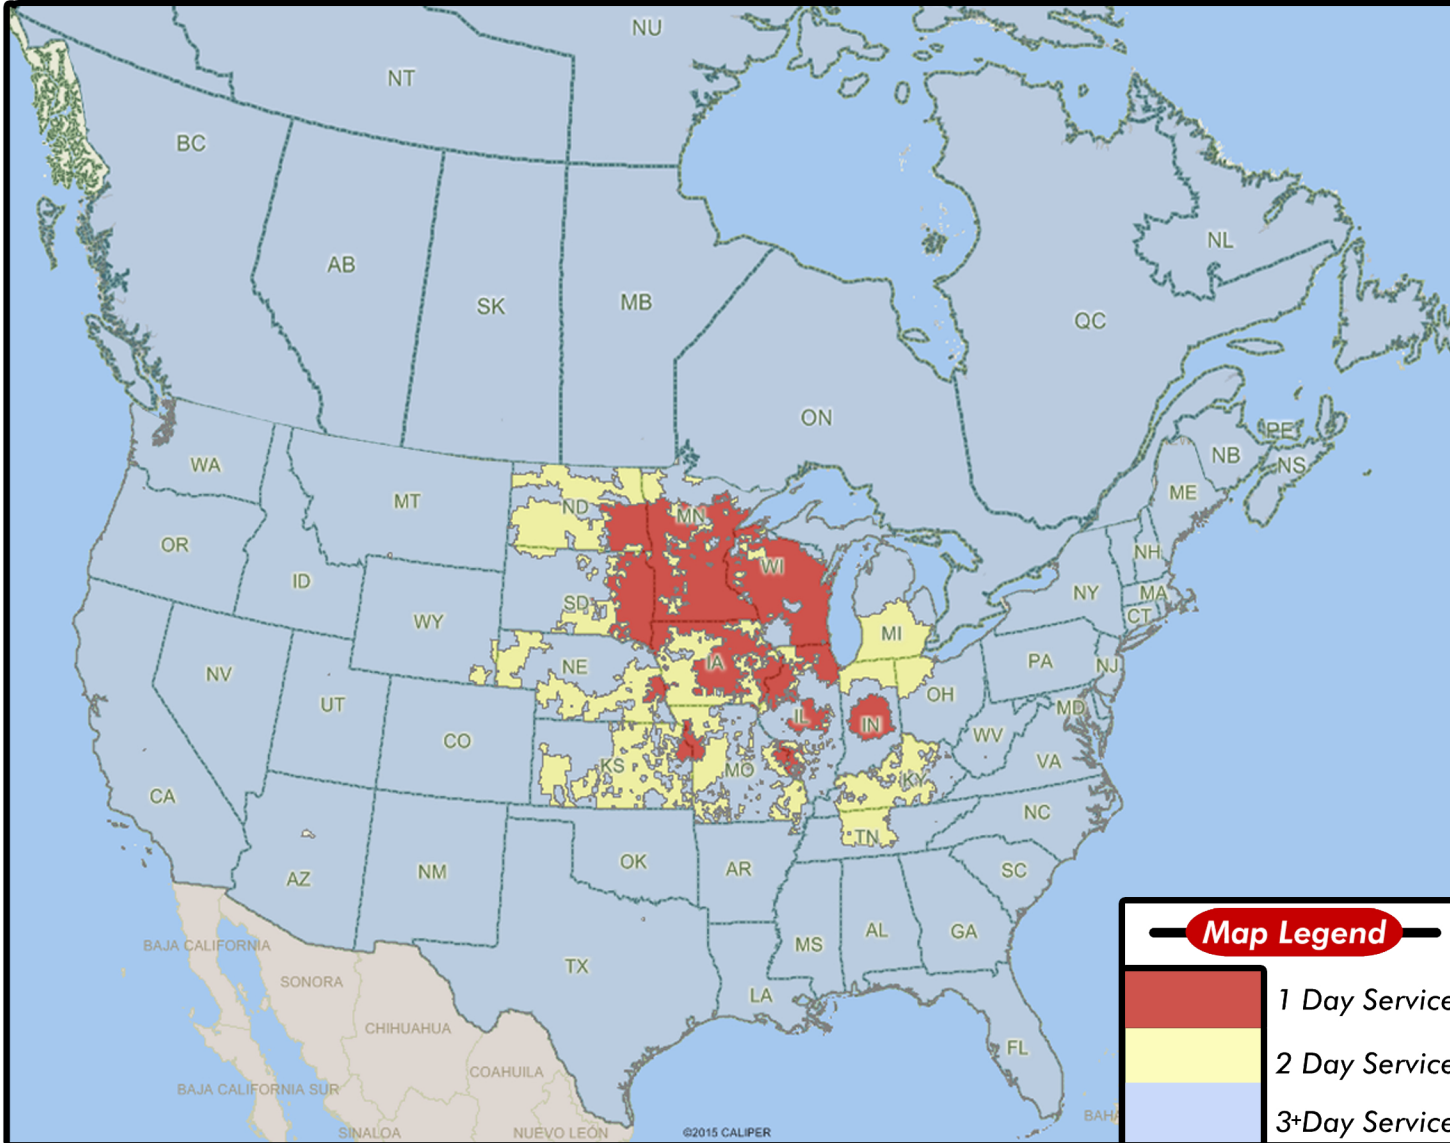 NU
NT
BC
AB
SK
MB
NL
QC
ON
WA
MT
ND
MN
NB
PE
NS
ME
OR
ID
SD
WI
NH
NY
MA
CT
WY
MI
NV
UT
NE
IA
PA
NJ
OH
MD
CO
IL
IN
WV
VA
CA
KS
MO
KY
NC
TN
AZ
NM
OK
AR
SC
MS
AL
GA
TX
LA
FL
BAJA CALIFORNIA
SONORA
CHIHUAHUA
COAHUILA
BAJA CALIFORNIA SUR
SINALOA
NUEVO LEÓN
BAHA
©2015 CALIPER
Map Legend
1 Day Service
2 Day Service
3+Day Service